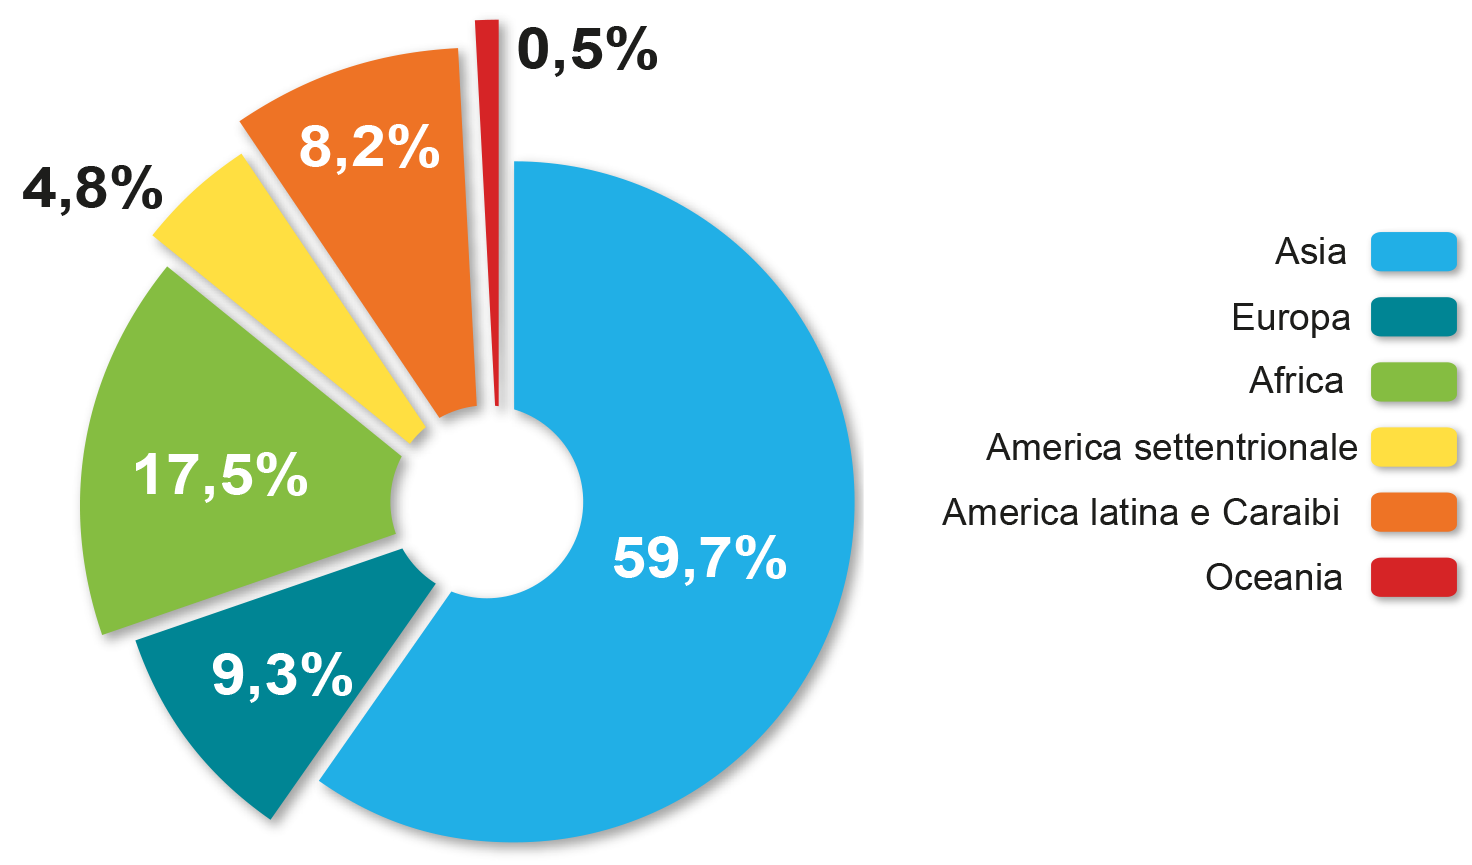 0,5%
8,2%
4,8%
17,5%
59,7%
9,3%
Asia
Europa
Africa
America settentrionale
America latina e Caraibi
Oceania